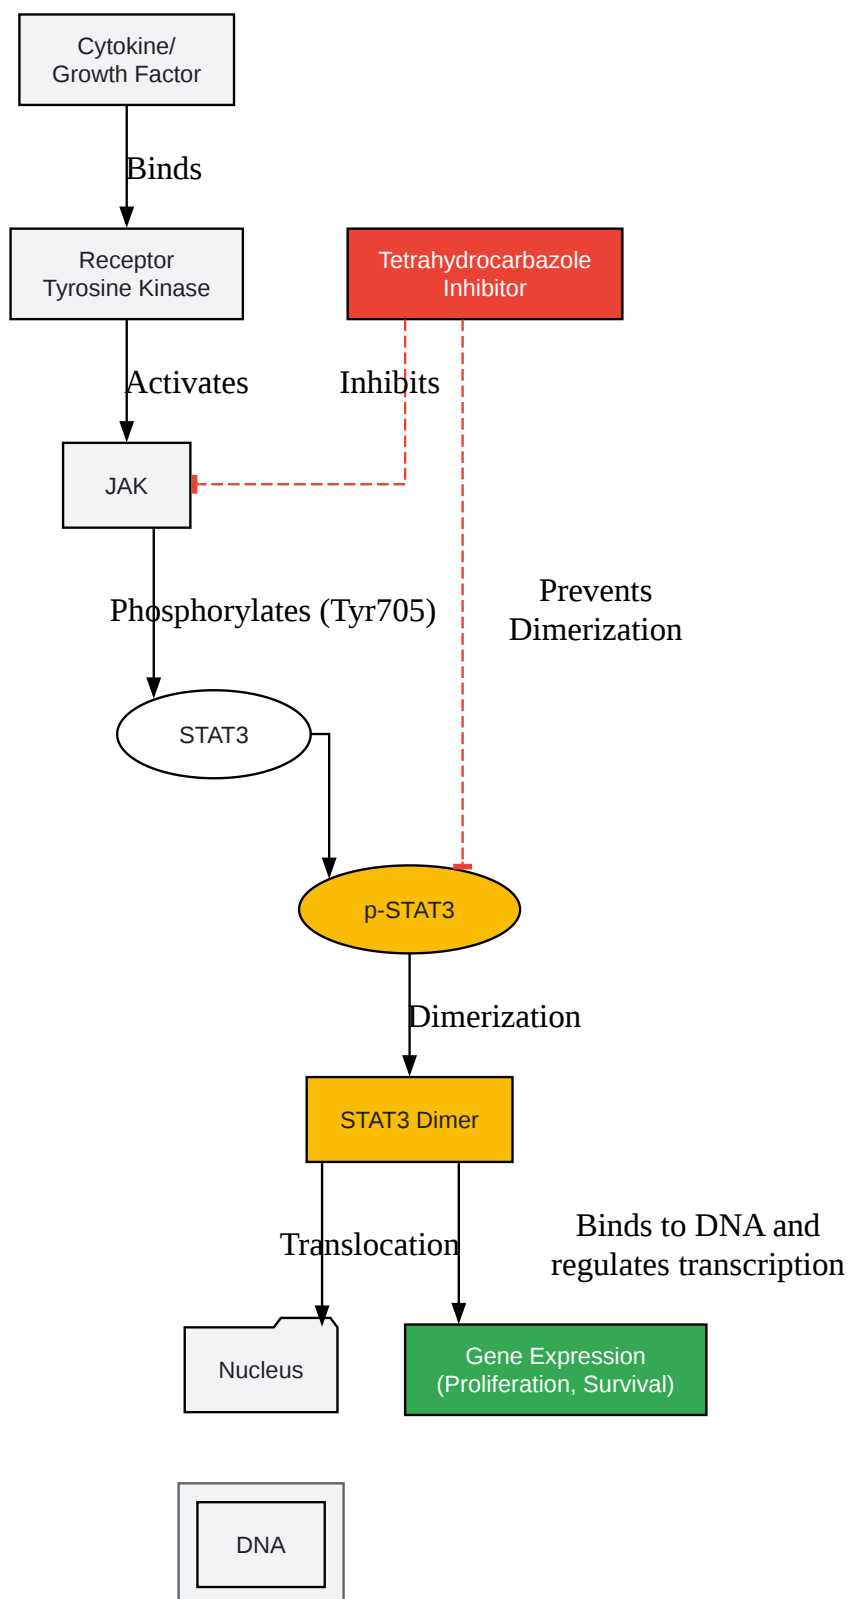 Cytokine/
Growth Factor
Binds
Receptor
Tyrosine Kinase
Tetrahydrocarbazole
Inhibitor
Activates
Inhibits
JAK
Phosphorylates (Tyr705)
Prevents
Dimerization
STAT3
p-STAT3
Dimerization
STAT3 Dimer
Translocation
Binds to DNA and
regulates transcription
Nucleus
Gene Expression
(Proliferation, Survival)
DNA